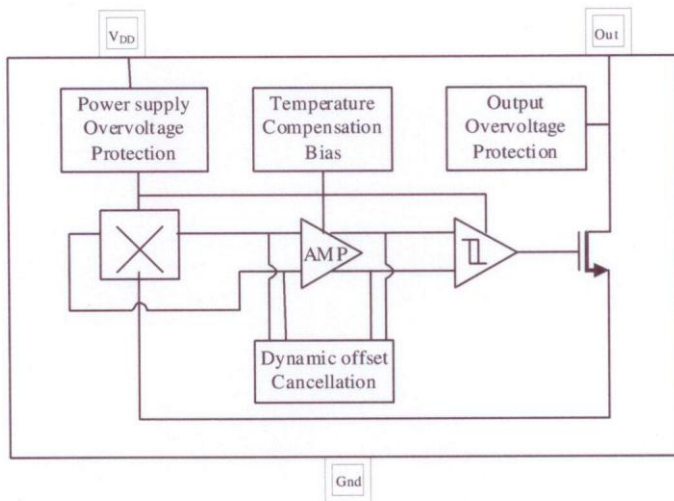 VDD
Out
Power supply
Overvoltage
Protection
Temperature
Compensation
Bias
Output
Overvoltage
Protection
AMP
Dynamic offset
Cancellation
Gnd